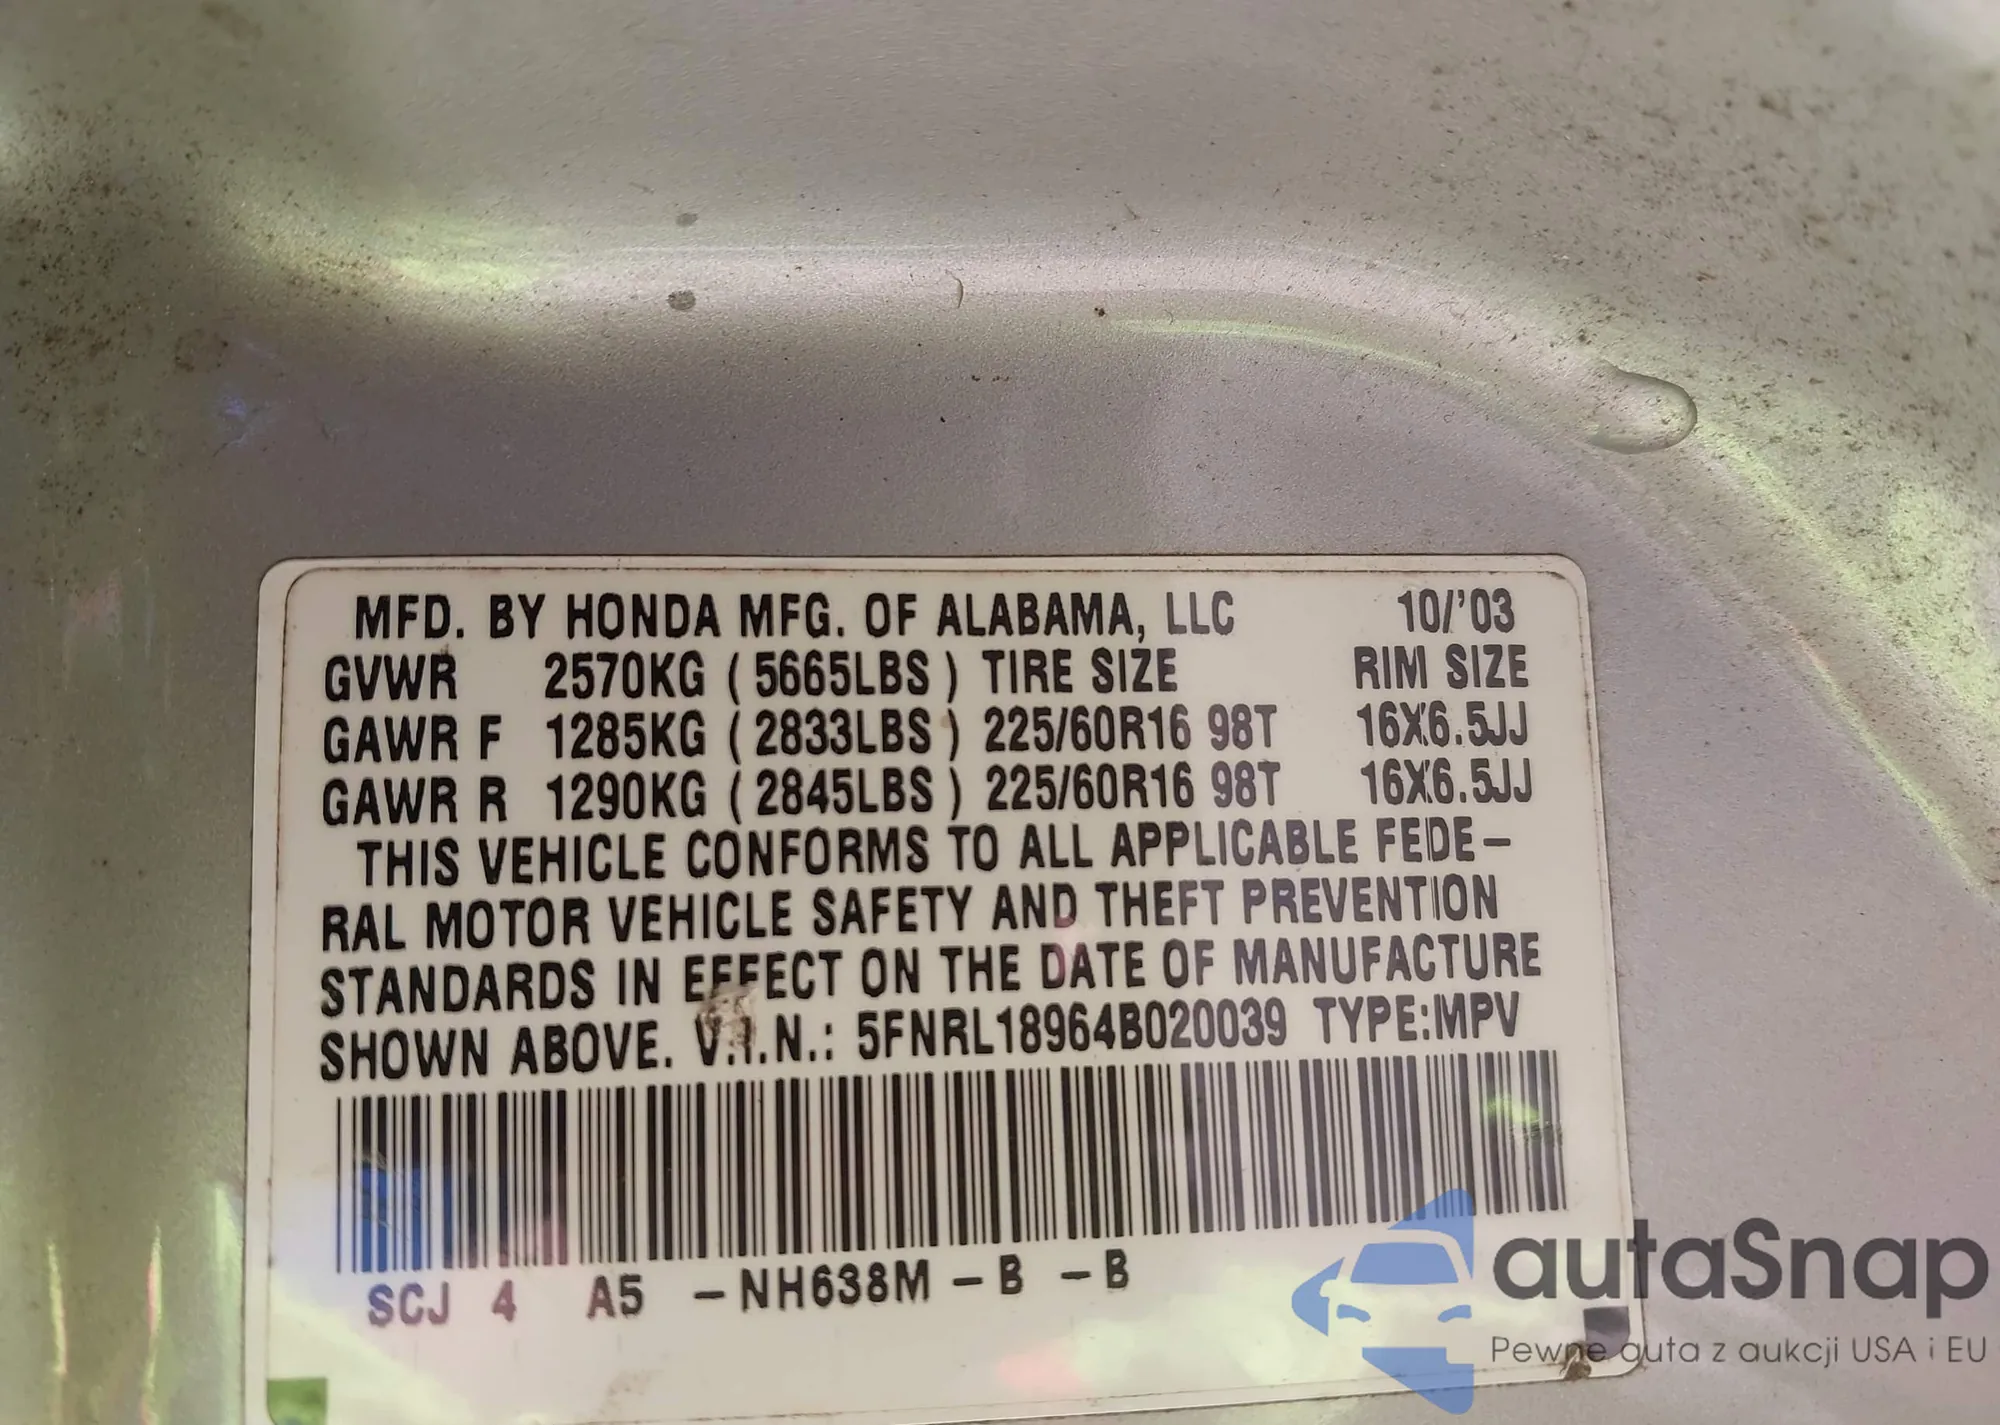 MFD. BY HONDA MFG. OF ALABAMA, LLC 10/'03
GVWR 2570KG ( 5665LBS ) TIRE SIZE RIM SIZE
GAWR F 1285KG ( 2833LBS ) 225/60R16 98T 16X6.5JJ
GAWR R 1290KG ( 2845LBS ) 225/60R16 98T 16X6.5JJ
THIS VEHICLE CONFORMS TO ALL APPLICABLE FEDE-
RAL MOTOR VEHICLE SAFETY AND THEFT PREVENTION
STANDARDS IN EFFECT ON THE DATE OF MANUFACTURE
SHOWN ABOVE. V.I.N.: 5FNRL18964B020039 TYPE:MPV
SCJ 4 A5 -NH638M - B - B
autaSnap
Pewne auta z aukcji USA i EU